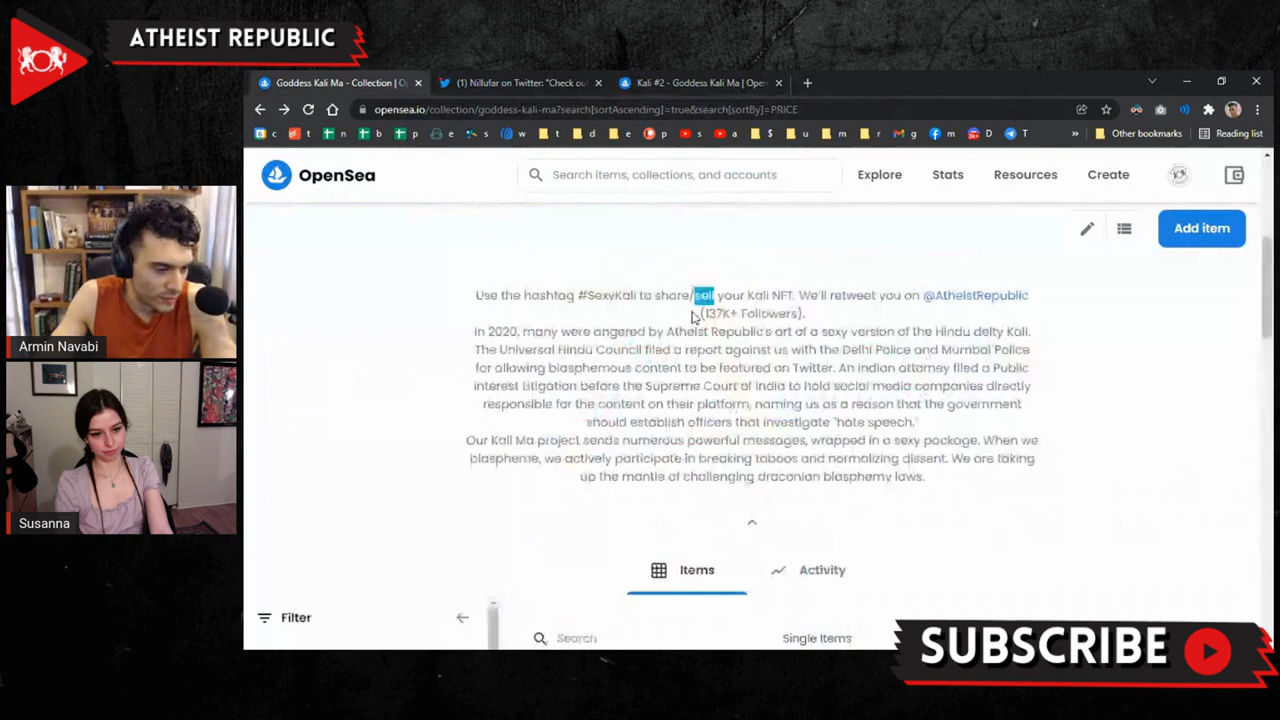 ATHEIST REPUBLIC
Goddess Kali Ma - Collection | O
(1) Nillufar on Twitter: "Check ou
Kali #2 - Goddess Kali Ma | Open
opensea.io/collection/goddess-kali-ma?search[sortAscending]=true&search[sortBy]=PRICE
c t n b p e s w t d e p s a $ u m r g m D T » Other bookmarks Reading list
OpenSea
Search items, collections, and accounts
Explore Stats Resources Create
Add item
Use the hashtag #SexyKali to share/sell your Kali NFT. We'll retweet you on @AtheistRepublic
(137K+ Followers).
In 2020, many were angered by Atheist Republic's art of a sexy version of the Hindu deity Kali.
The Universal Hindu Council filed a report against us with the Delhi Police and Mumbai Police
for allowing blasphemous content to be featured on Twitter. An Indian attorney filed a Public
Interest Litigation before the Supreme Court of India to hold social media companies directly
responsible for the content on their platform, naming us as a reason that the government
should establish officers that investigate "hate speech."
Our Kali Ma project sends numerous powerful messages, wrapped in a sexy package. When we
blaspheme, we actively participate in breaking taboos and normalizing dissent. We are taking
up the mantle of challenging draconian blasphemy laws.
Items Activity
Filter
Search
Single Items
Armin Navabi
Susanna
SUBSCRIBE